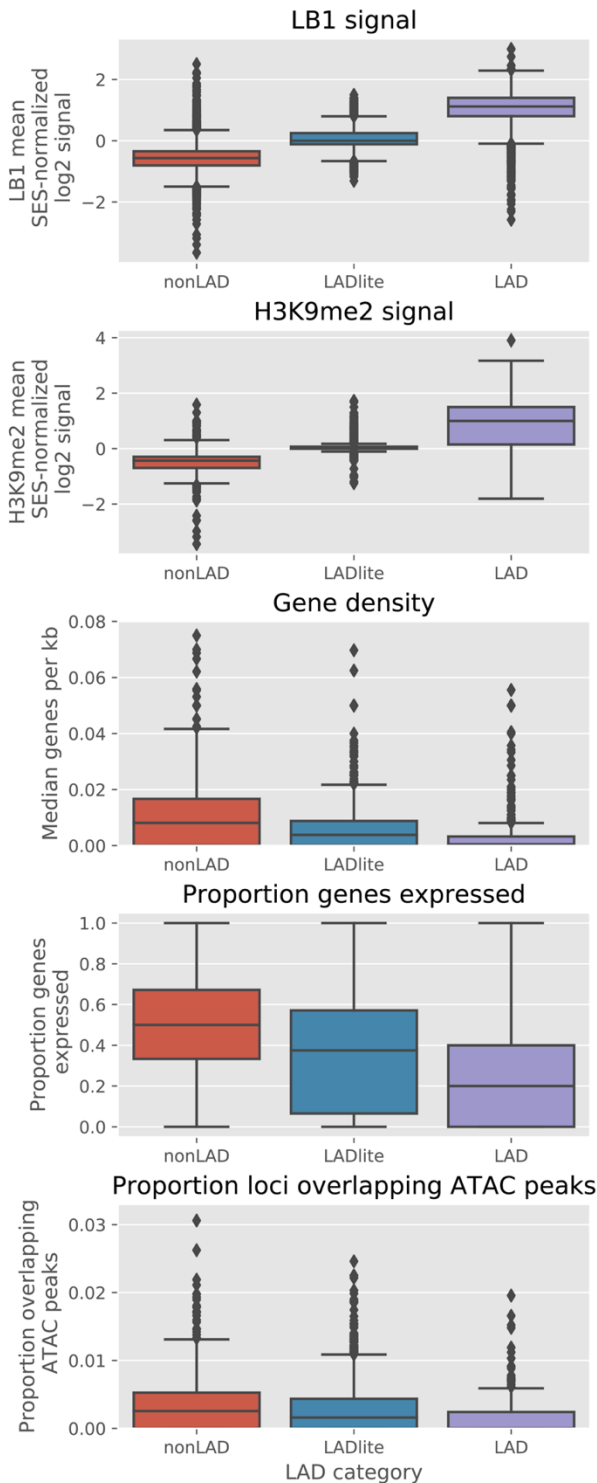 LB1 signal
LB1 mean
SES-normalized
log2 signal
2
0
−2
nonLAD LADlite LAD
H3K9me2 signal
H3K9me2 mean
SES-normalized
log2 signal
4
2
0
−2
nonLAD LADlite LAD
Gene density
Median genes per kb
0.08
0.06
0.04
0.02
0.00
nonLAD LADlite LAD
Proportion genes expressed
Proportion genes
expressed
1.0
0.8
0.6
0.4
0.2
0.0
nonLAD LADlite LAD
Proportion loci overlapping ATAC peaks
Proportion overlapping
ATAC peaks
0.03
0.02
0.01
0.00
nonLAD LADlite LAD
LAD category